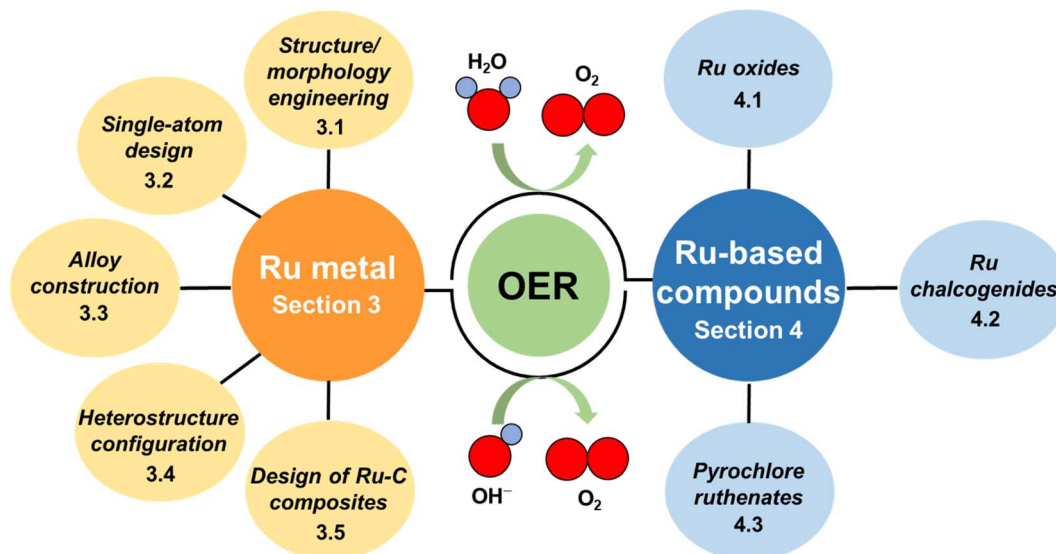 Structure/
morphology
engineering
3.1
Single-atom
design
3.2
Alloy
construction
3.3
Heterostructure
configuration
3.4
Design of Ru-C
composites
3.5
Ru metal
Section 3
H₂O
O₂
OER
OH⁻
O₂
Ru-based
compounds
Section 4
Ru oxides
4.1
Ru
chalcogenides
4.2
Pyrochlore
ruthenates
4.3